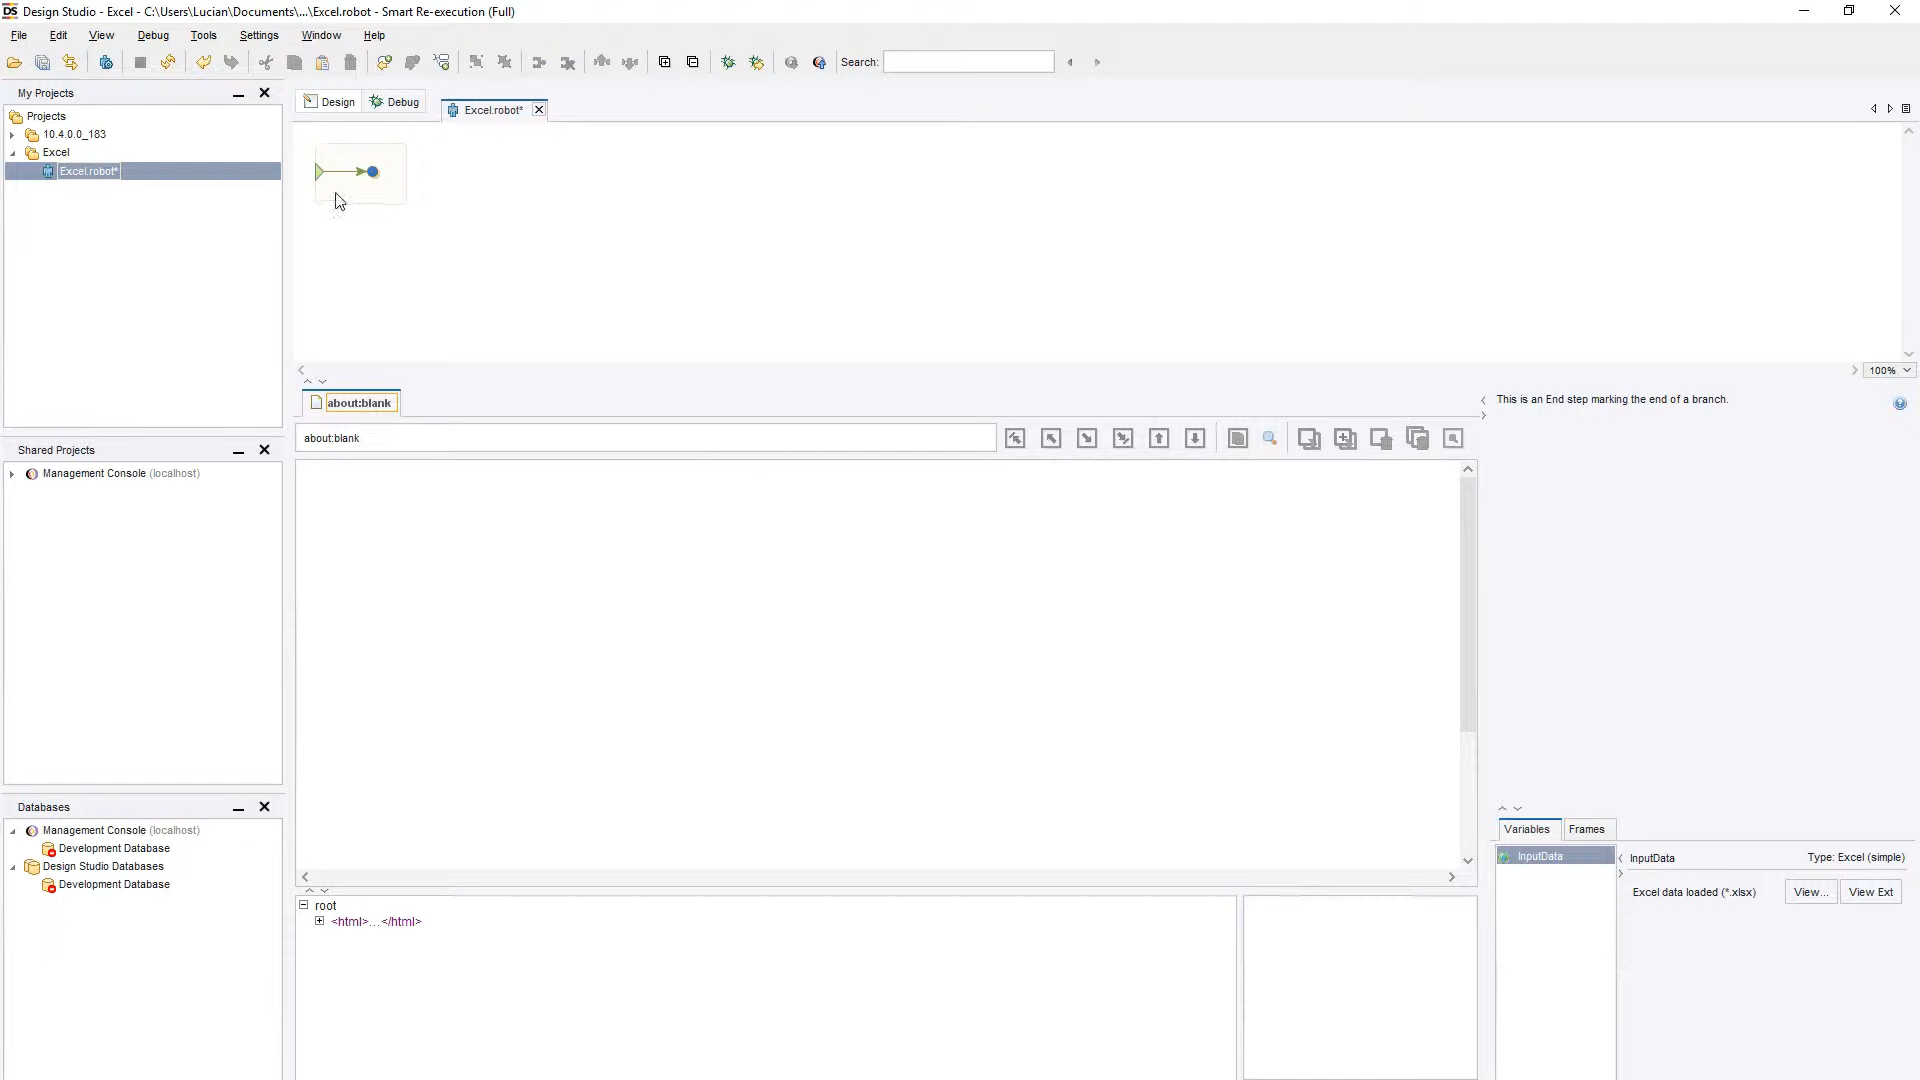 DS Design Studio - Excel - C:\Users\Lucian\Documents\...\Excel.robot - Smart Re-execution (Full)
File Edit View Debug Tools Settings Window Help
Search:
My Projects
Projects
10.4.0.0_183
Excel
Excel.robot*
Design Debug Excel.robot*
100%
about:blank
about:blank
This is an End step marking the end of a branch.
Shared Projects
Management Console (localhost)
Databases
Management Console (localhost)
Development Database
Design Studio Databases
Development Database
root
<html>...</html>
Variables Frames
InputData
InputData Type: Excel (simple)
Excel data loaded (*.xlsx) View... View Ext